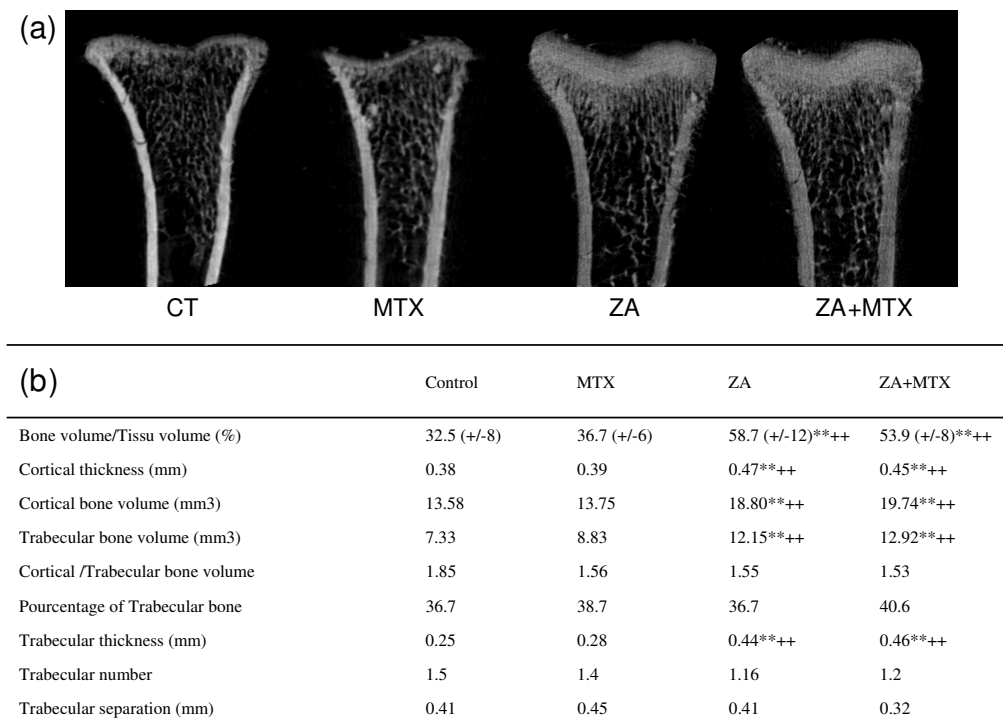 (a)
CT MTX ZA ZA+MTX
(b) Control MTX ZA ZA+MTX
Bone volume/Tissu volume (%) 32.5 (+/-8) 36.7 (+/-6) 58.7 (+/-12)**++ 53.9 (+/-8)**++
Cortical thickness (mm) 0.38 0.39 0.47**++ 0.45**++
Cortical bone volume (mm3) 13.58 13.75 18.80**++ 19.74**++
Trabecular bone volume (mm3) 7.33 8.83 12.15**++ 12.92**++
Cortical /Trabecular bone volume 1.85 1.56 1.55 1.53
Pourcentage of Trabecular bone 36.7 38.7 36.7 40.6
Trabecular thickness (mm) 0.25 0.28 0.44**++ 0.46**++
Trabecular number 1.5 1.4 1.16 1.2
Trabecular separation (mm) 0.41 0.45 0.41 0.32